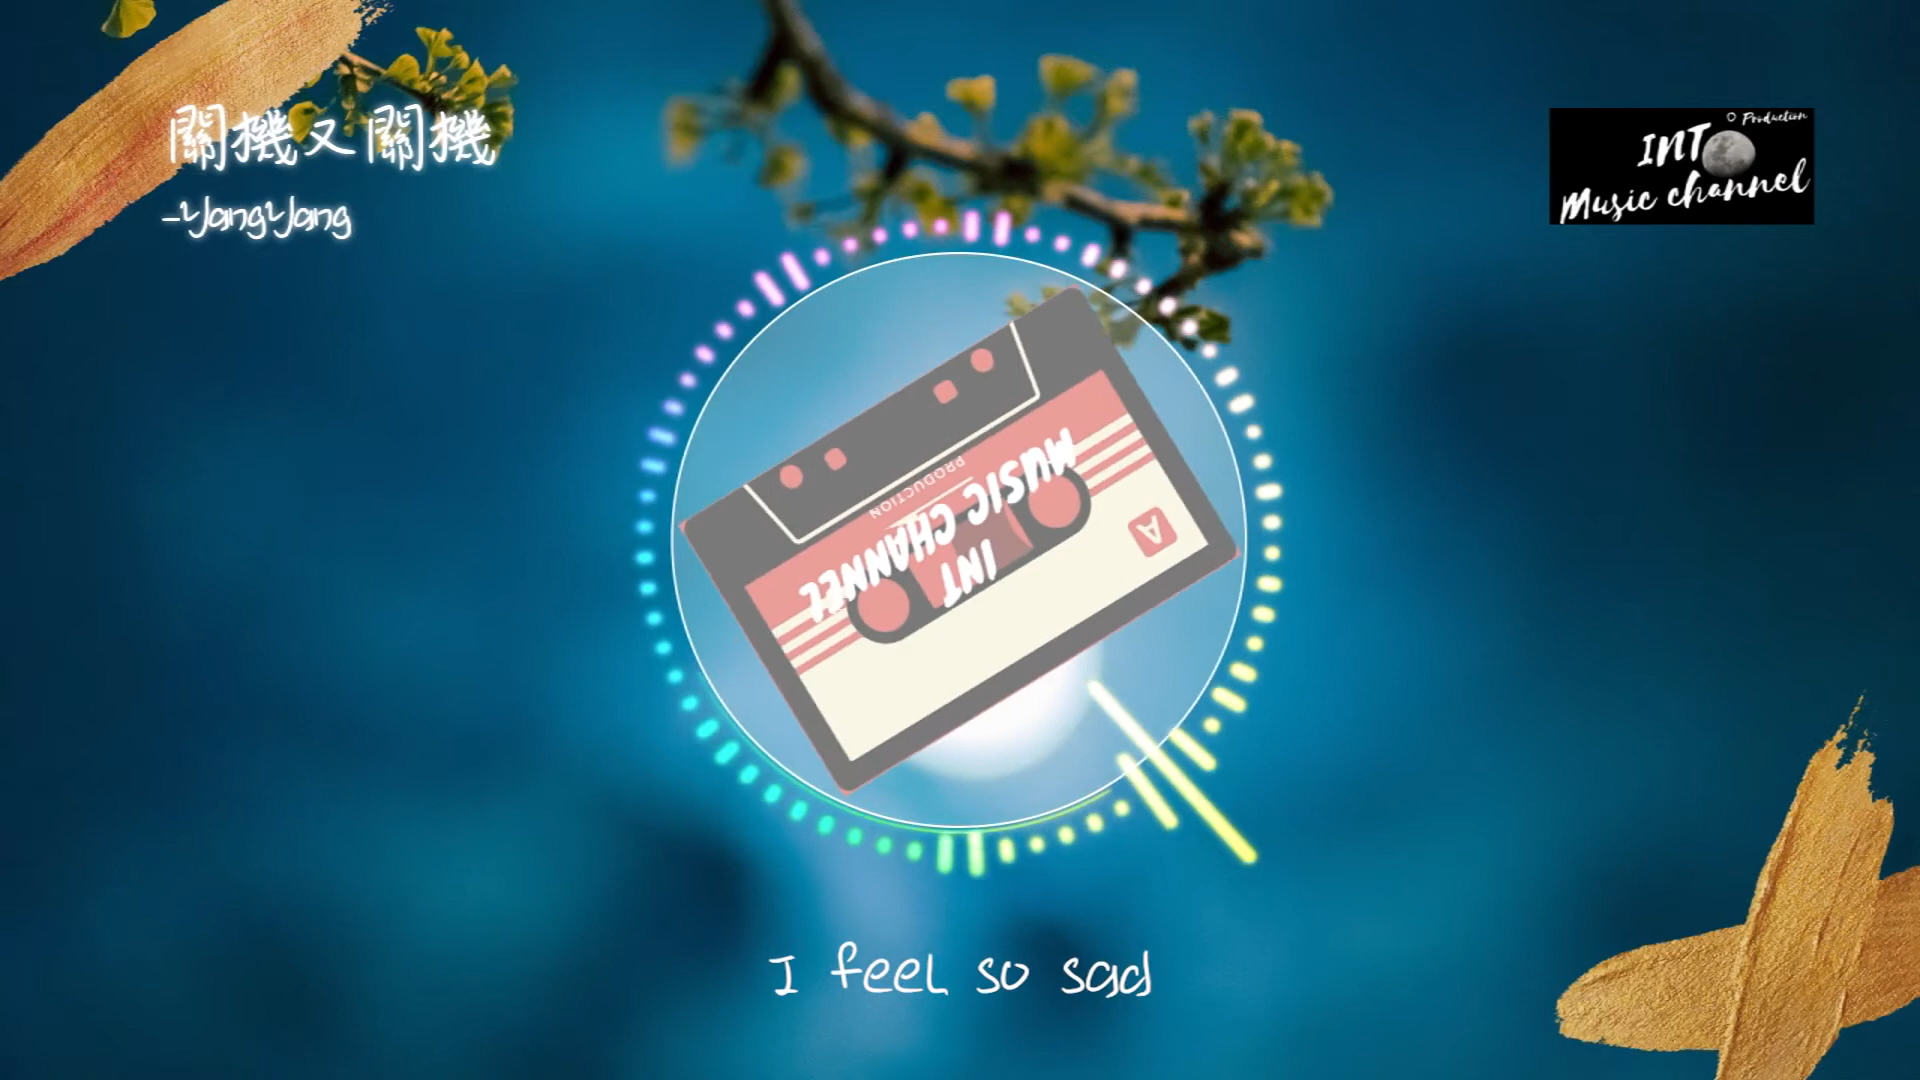 關機又關機
-YangYang
Production
INT
Music channel
INT
MUSIC CHANNEL
PRODUCTION
A
I feel so sad